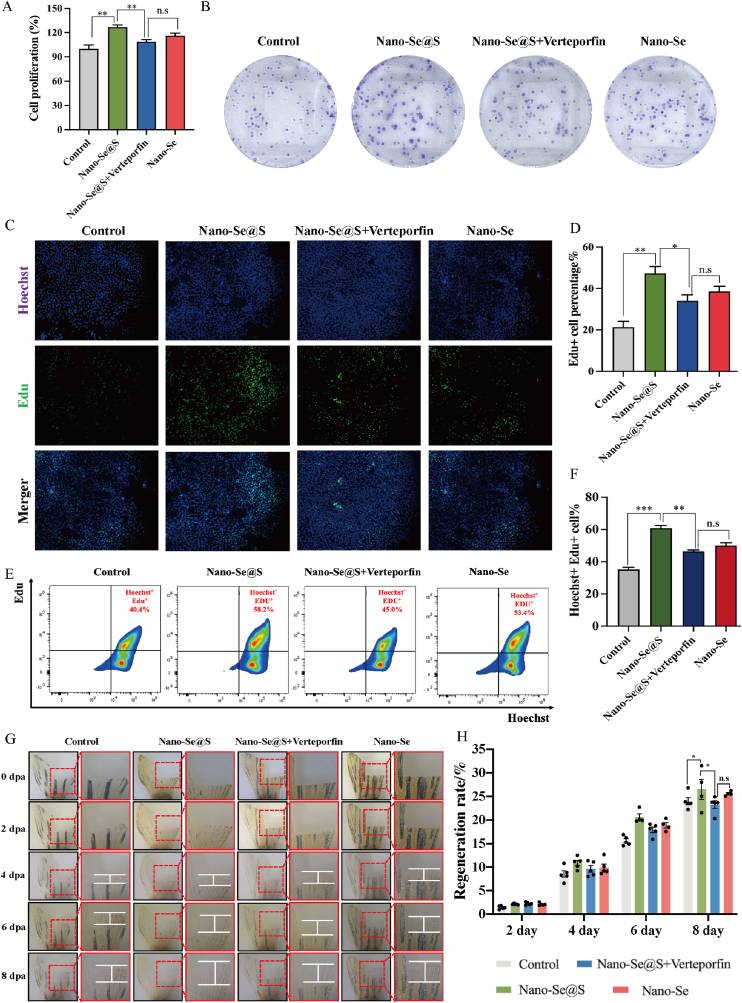 A
Cell proliferation (%)
150
120
90
60
30
0
**
**
n.s
Control
Nano-Se@S
Nano-Se@S+Verteporfin
Nano-Se
B
Control
Nano-Se@S
Nano-Se@S+Verteporfin
Nano-Se
C
Control
Nano-Se@S
Nano-Se@S+Verteporfin
Nano-Se
Hoechst
Edu
Merger
D
Edu+ cell percentage%
60
40
20
0
**
*
n.s
Control
Nano-Se@S
Nano-Se@S+Verteporfin
Nano-Se
E
Edu
Control
Nano-Se@S
Nano-Se@S+Verteporfin
Nano-Se
Hoechst+
Edu+
40.4%
Hoechst+
EDU+
58.2%
Hoechst+
EDU+
45.0%
Hoechst+
EDU+
53.4%
Hoechst
F
Hoechst+ Edu+ cell%
80
60
40
20
0
***
**
n.s
Control
Nano-Se@S
Nano-Se@S+Verteporfin
Nano-Se
G
Control
Nano-Se@S
Nano-Se@S+Verteporfin
Nano-Se
0 dpa
2 dpa
4 dpa
6 dpa
8 dpa
H
Regeneration rate/%
40
35
30
25
20
15
10
5
0
*
*
n.s
2 day
4 day
6 day
8 day
Control
Nano-Se@S+Verteporfin
Nano-Se@S
Nano-Se